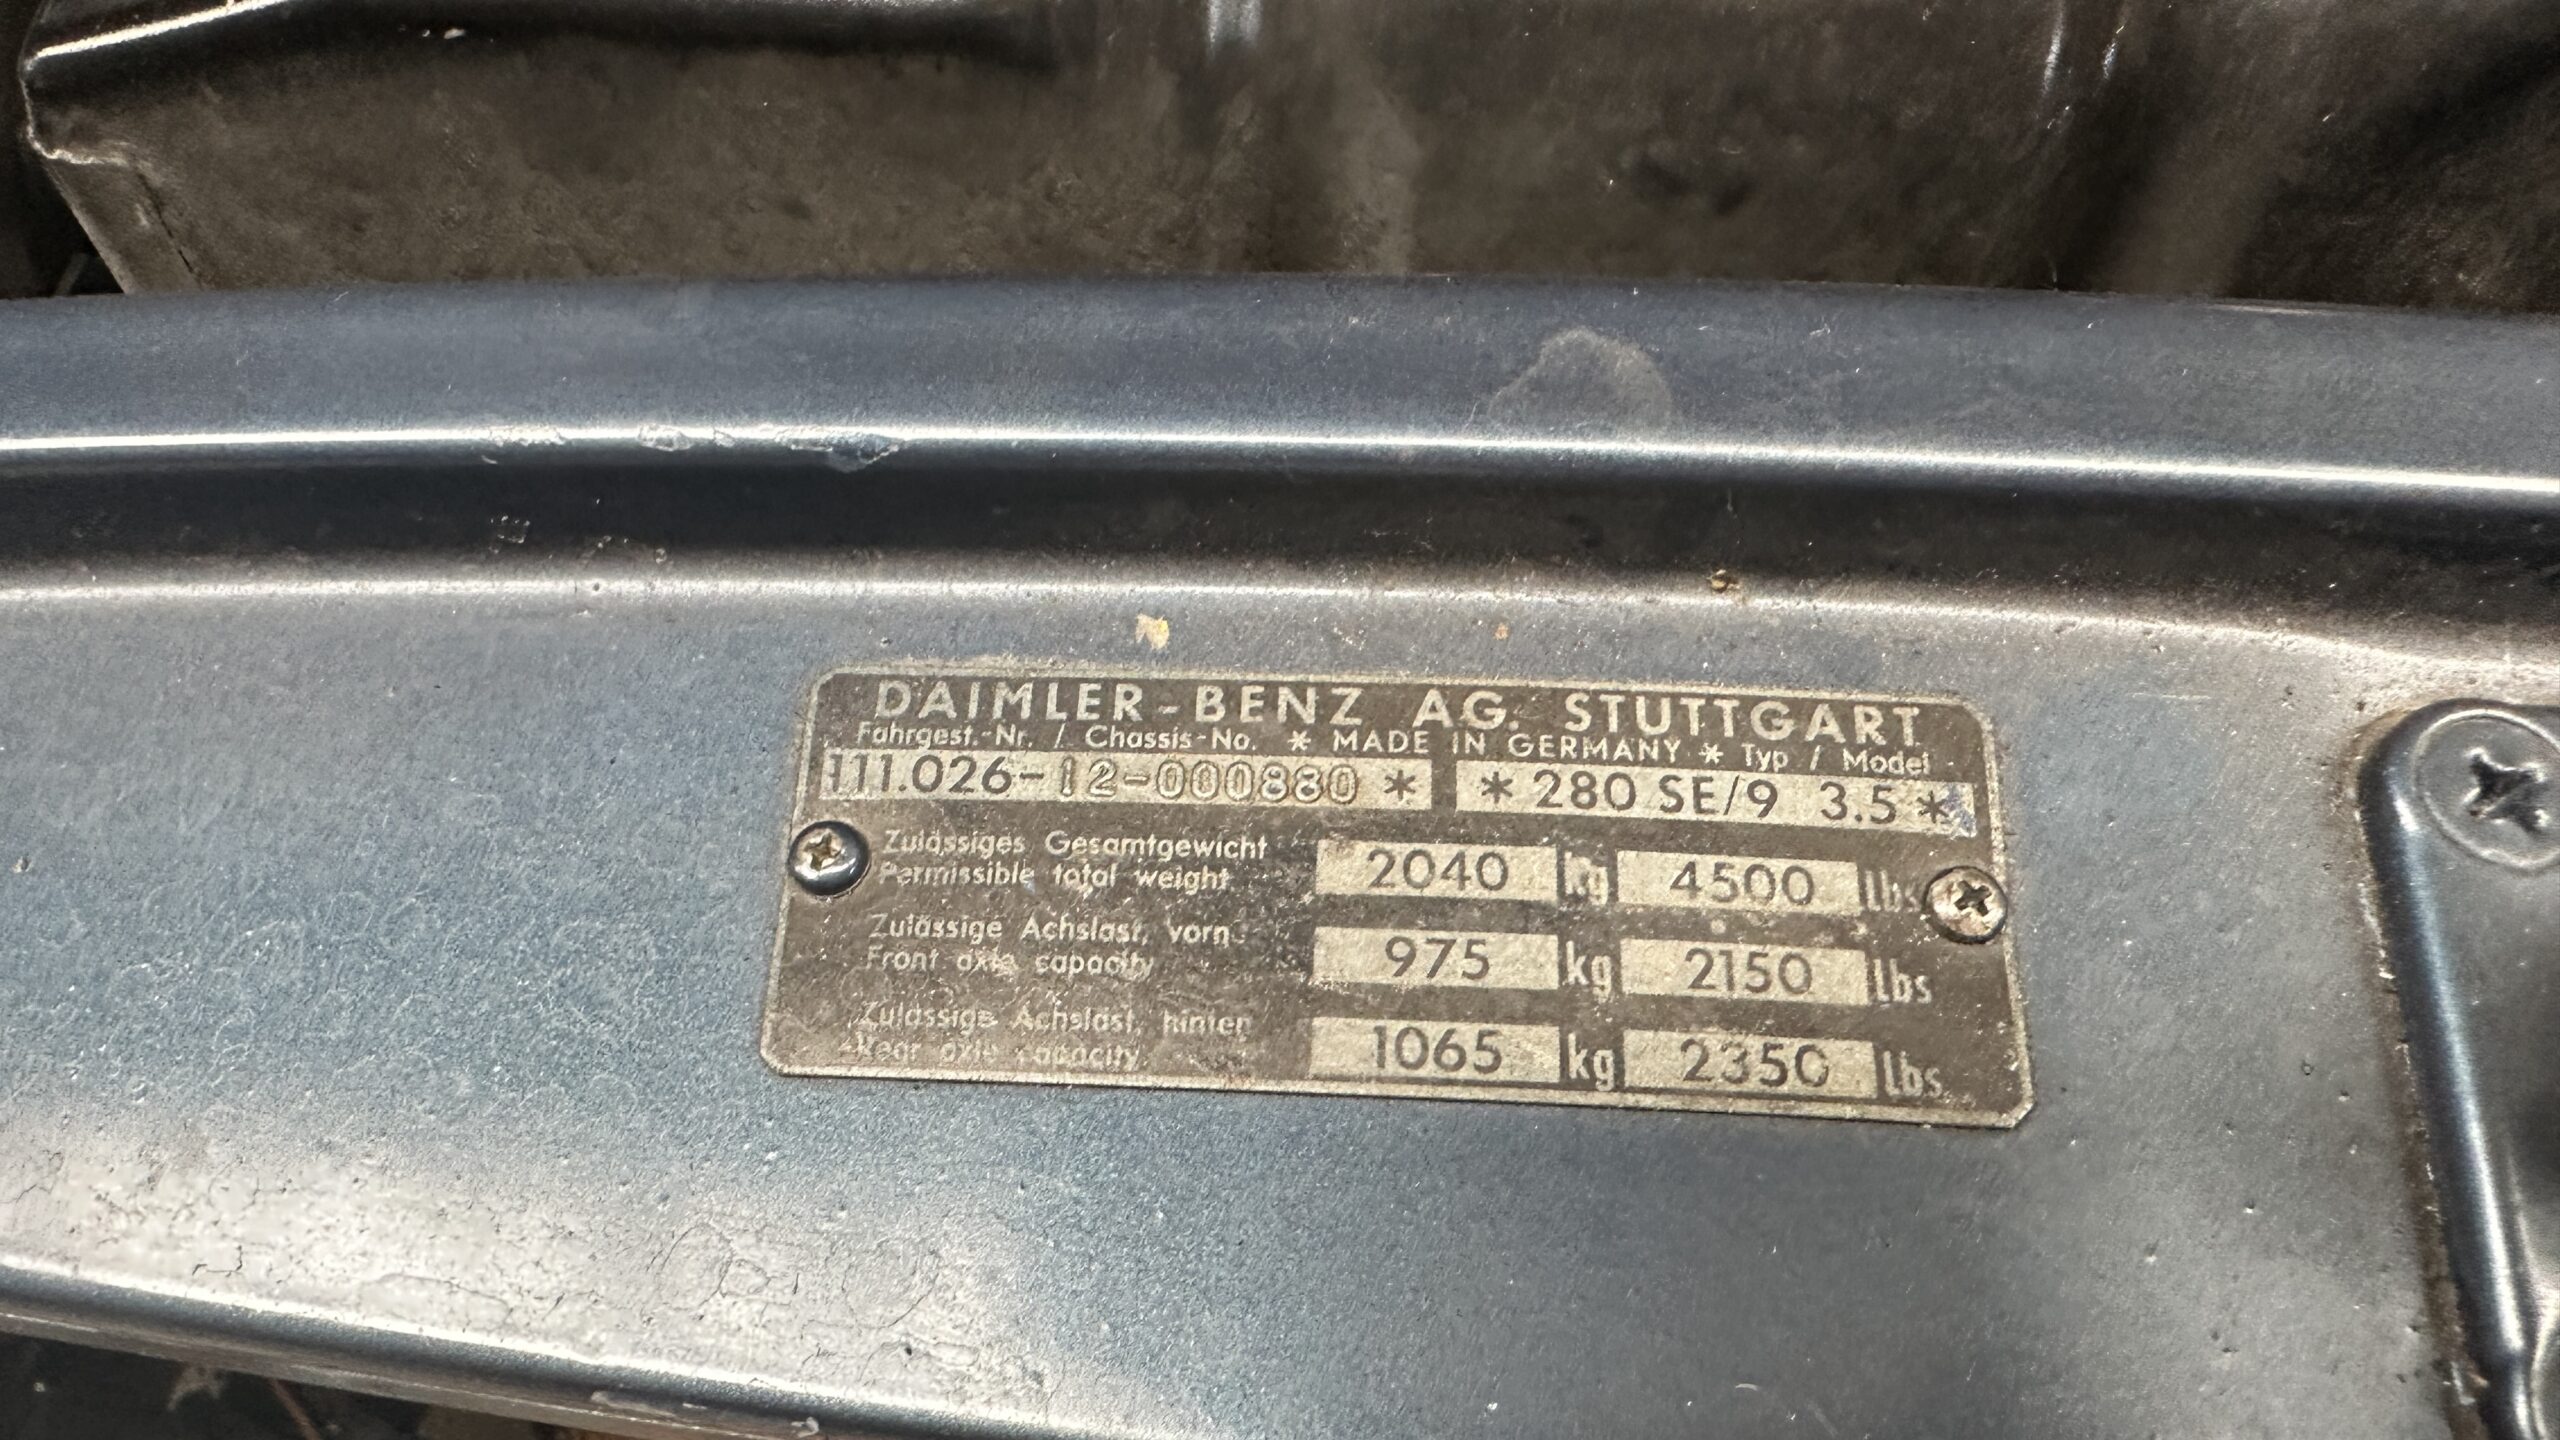 DAIMLER-BENZ AG. STUTTGART
Fahrgest.-Nr. / Chassis-No. * MADE IN GERMANY * Typ / Model
111.026-12-000880 * * 280 SE/9 3.5 *
Zulässiges Gesamtgewicht
Permissible total weight 2040 kg 4500 lbs
Zulässige Achslast, vorn
Front axle capacity 975 kg 2150 lbs
Zulässige Achslast, hinten
Rear axle capacity 1065 kg 2350 lbs